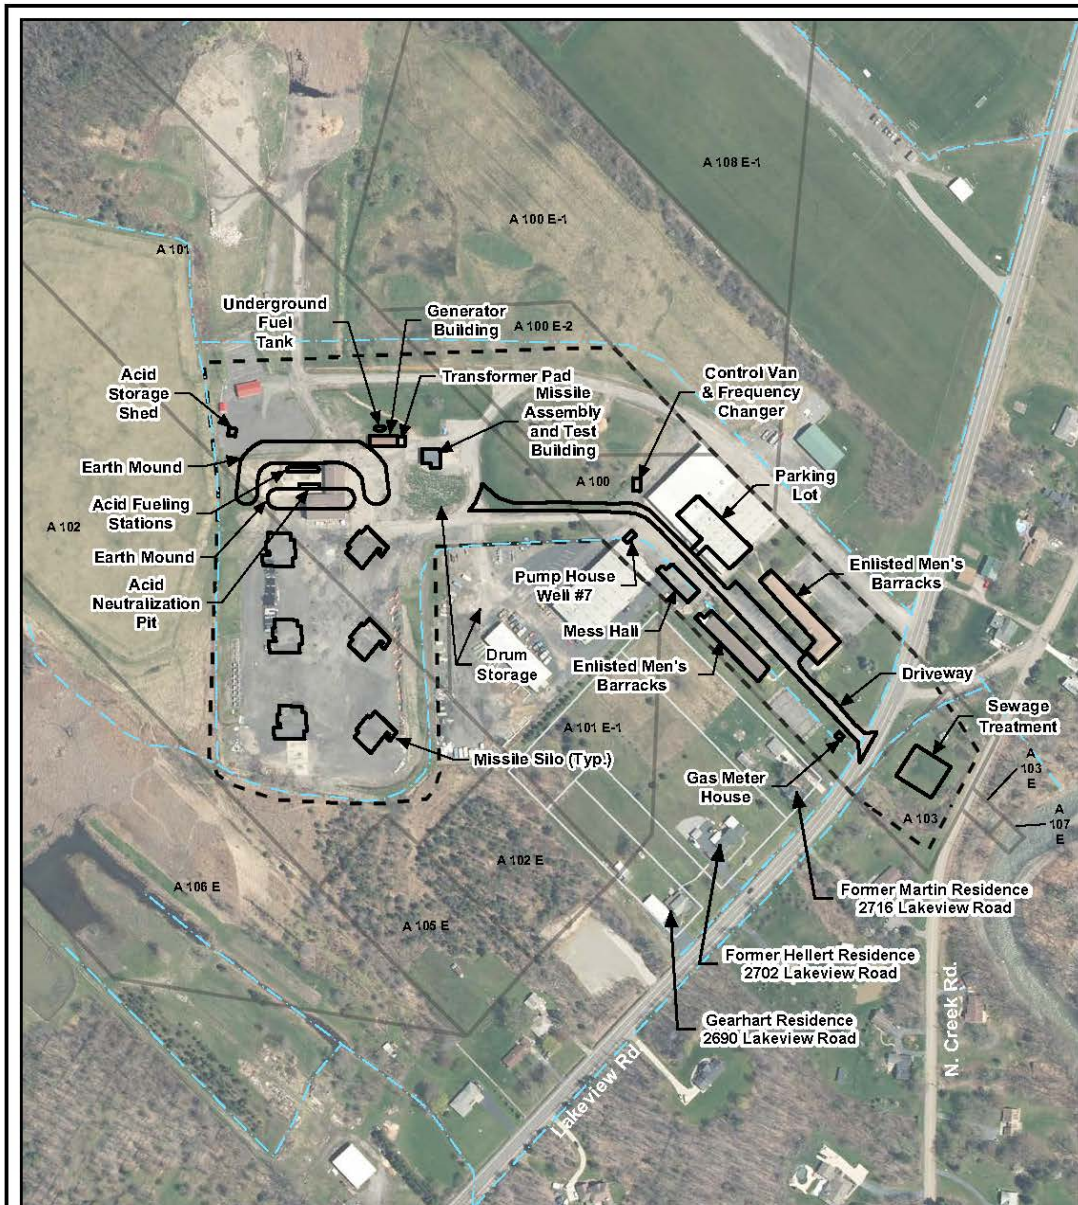 A 108 E-1
A 100 E-1
A 101
A 100 E-2
Underground
Fuel
Tank
Generator
Building
Transformer Pad
Missile
Assembly
and Test
Building
Control Van
& Frequency
Changer
Acid
Storage
Shed
Earth Mound
A 100
Parking
Lot
Acid Fueling
Stations
A 102
Earth Mound
Acid
Neutralization
Pit
Pump House
Well #7
Enlisted Men's
Barracks
Mess Hall
Drum
Storage
Enlisted Men's
Barracks
Driveway
Sewage
Treatment
A 101 E-1
Missile Silo (Typ.)
Gas Meter
House
A
103
E
A
107
E
A 103
A 102 E
A 106 E
A 105 E
Former Martin Residence
2716 Lakeview Road
Former Hellert Residence
2702 Lakeview Road
Gearhart Residence
2690 Lakeview Road
N. Creek Rd.
Lakeview Rd.